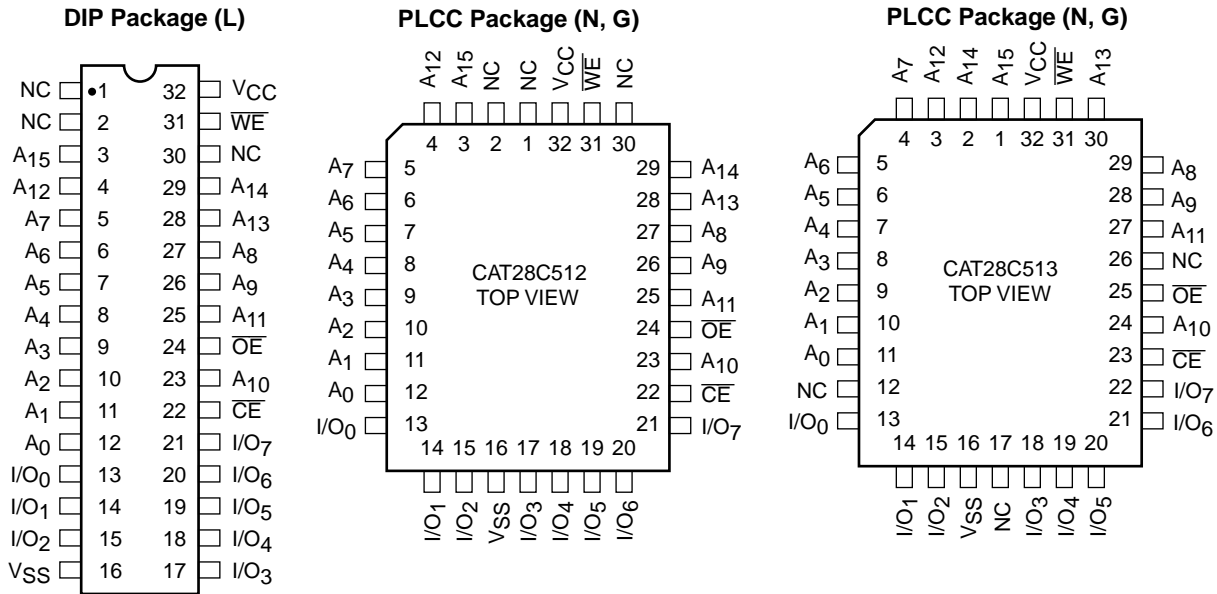 DIP Package (L)
NC 1 32 VCC
NC 2 31 WE
A15 3 30 NC
A12 4 29 A14
A7 5 28 A13
A6 6 27 A8
A5 7 26 A9
A4 8 25 A11
A3 9 24 OE
A2 10 23 A10
A1 11 22 CE
A0 12 21 I/O7
I/O0 13 20 I/O6
I/O1 14 19 I/O5
I/O2 15 18 I/O4
VSS 16 17 I/O3
PLCC Package (N, G)
A12 A15 NC NC VCC WE NC
4 3 2 1 32 31 30
A7 5 29 A14
A6 6 28 A13
A5 7 27 A8
A4 8 26 A9
CAT28C512
TOP VIEW
A3 9 25 A11
A2 10 24 OE
A1 11 23 A10
A0 12 22 CE
I/O0 13 21 I/O7
14 15 16 17 18 19 20
I/O1 I/O2 VSS I/O3 I/O4 I/O5 I/O6
PLCC Package (N, G)
A7 A12 A14 A15 VCC WE A13
4 3 2 1 32 31 30
A6 5 29 A8
A5 6 28 A9
A4 7 27 A11
A3 8 26 NC
CAT28C513
TOP VIEW
A2 9 25 OE
A1 10 24 A10
A0 11 23 CE
NC 12 22 I/O7
I/O0 13 21 I/O6
14 15 16 17 18 19 20
I/O1 I/O2 VSS NC I/O3 I/O4 I/O5